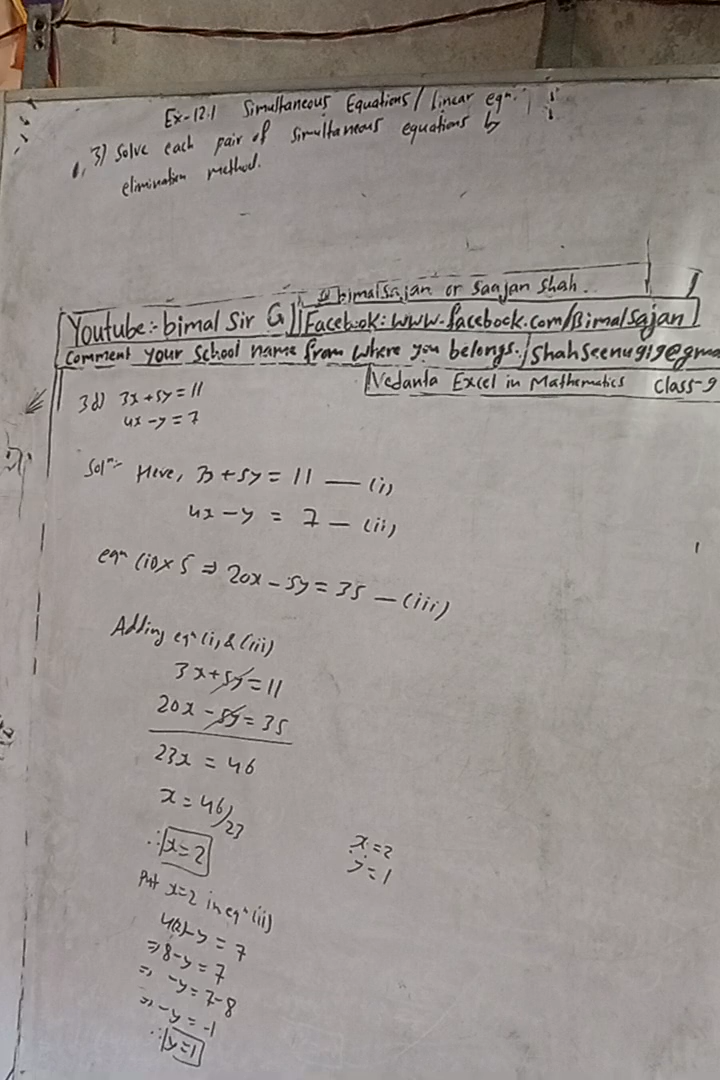 Ex-12.1 Simultaneous Equations/ linear eqn.
3) Solve each pair of simultaneous equations by
elimination method.
bimalsajan or Saajan Shah.
Youtube:- bimal Sir G || Facebook: www.facebook.com/Bimalsajan
Comment your School name from where you belongs. / Shahseenu919@gma
Vedanta Excel in Mathematics Class-9
3d) 3x + 5y = 11
4x - y = 7
Soln:- Here, 3x + 5y = 11 — (i)
4x - y = 7 — (ii)
eqn (ii) x 5 ⇒ 20x - 5y = 35 — (iii)
Adding eqn (i) & (iii)
3x + 5y = 11
20x - 5y = 35
23x = 46
x = 46/23
∴ x = 2
x = 2
y = 1
Put x=2 in eqn (ii)
4(2) - y = 7
⇒ 8 - y = 7
⇒ -y = 7 - 8
⇒ -y = -1
∴ y = 1